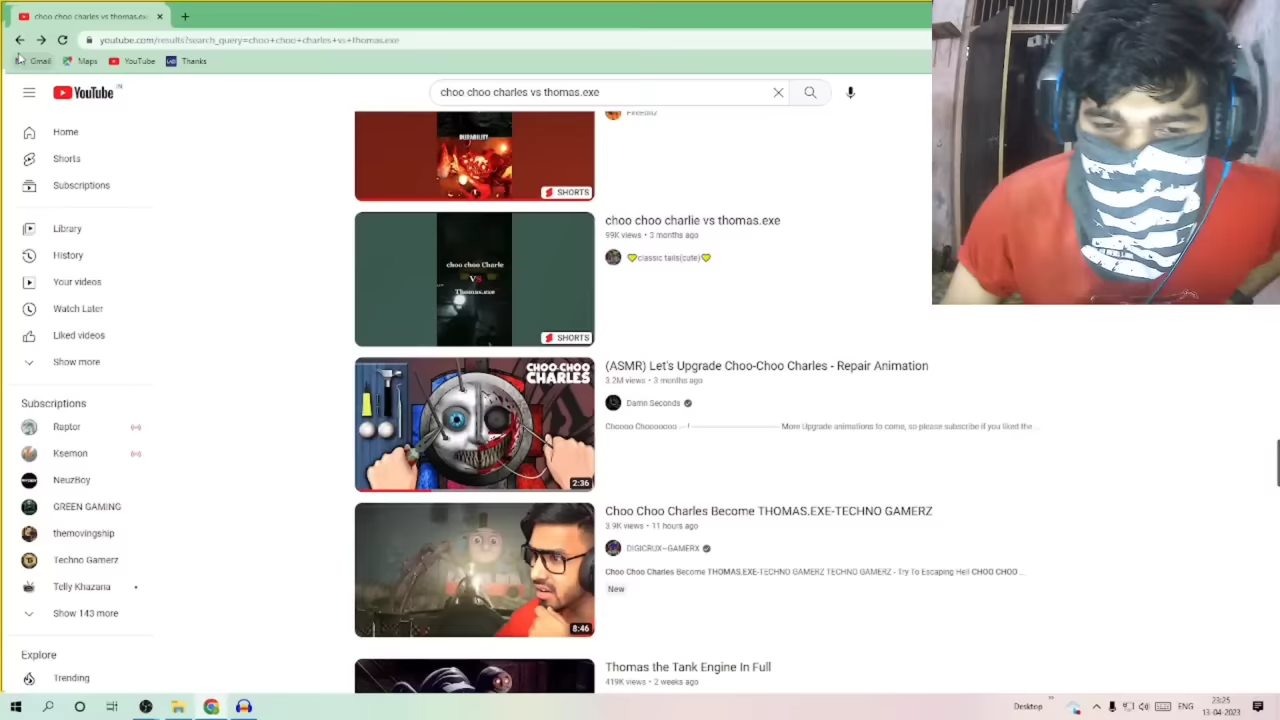 choo choo charles vs thomas.exe
youtube.com/results?search_query=choo+choo+charles+vs+thomas.exe
Gmail
Maps
YouTube
Thanks
YouTube
IN
choo choo charles vs thomas.exe
Home
Shorts
Subscriptions
Library
History
Your videos
Watch Later
Liked videos
Show more
Subscriptions
Raptor
Ksemon
NeuzBoy
GREEN GAMING
themovingship
Techno Gamerz
Telly Khazana
Show 143 more
Explore
Trending
DURABILITY
SHORTS
choo choo Charle
VS
Thomas.exe
SHORTS
choo choo charlie vs thomas.exe
99K views • 3 months ago
💛classic tails(cute)💛
CHOO-CHOO
CHARLES
2:36
(ASMR) Let's Upgrade Choo-Choo Charles - Repair Animation
3.2M views • 3 months ago
Damn Seconds
More Upgrade animations to come, so please subscribe if you liked the ...
8:46
Choo Choo Charles Become THOMAS.EXE-TECHNO GAMERZ
3.9K views • 11 hours ago
DIGICRUX~GAMERX
Choo Choo Charles Become THOMAS.EXE-TECHNO GAMERZ TECHNO GAMERZ - Try To Escaping Hell CHOO CHOO ...
New
Thomas the Tank Engine In Full
419K views • 2 weeks ago
Desktop
ENG
23:25
13-04-2023